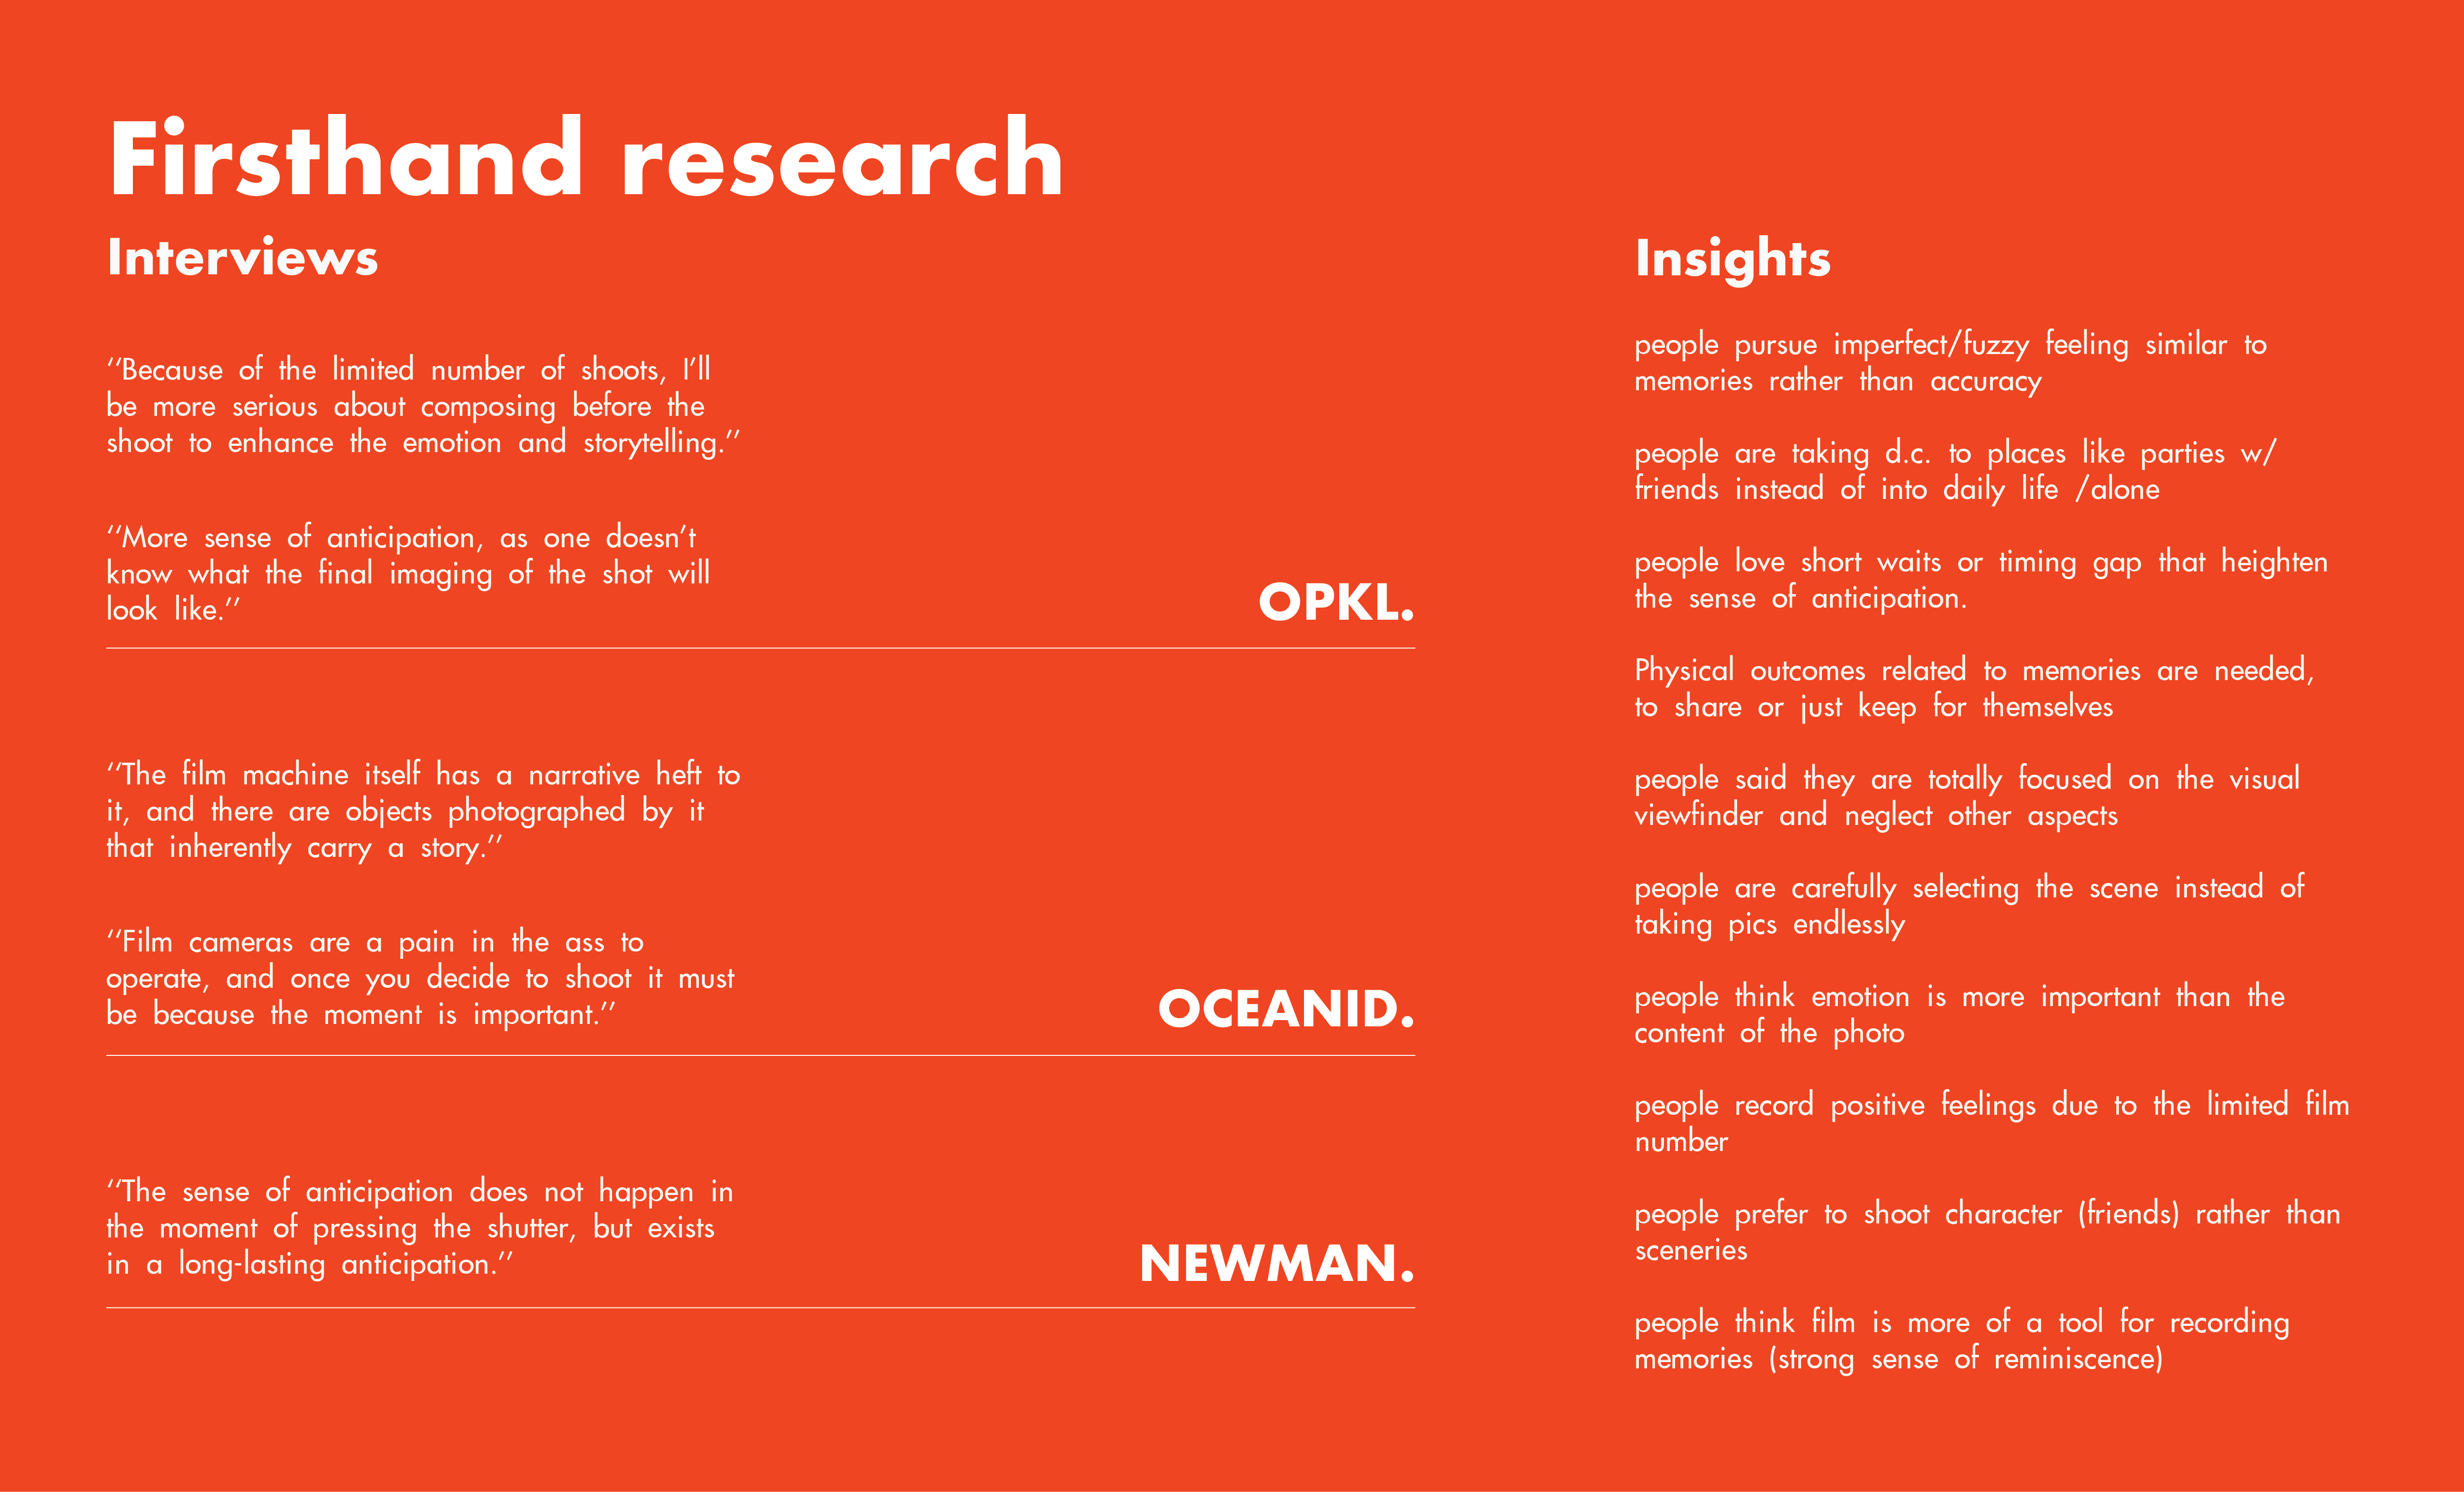 Firsthand research
Interviews
‘‘Because of the limited number of shoots, I’ll
be more serious about composing before the
shoot to enhance the emotion and storytelling.’’
‘‘More sense of anticipation, as one doesn’t
know what the final imaging of the shot will
look like.’’
OPKL.
‘‘The film machine itself has a narrative heft to
it, and there are objects photographed by it
that inherently carry a story.’’
‘‘Film cameras are a pain in the ass to
operate, and once you decide to shoot it must
be because the moment is important.’’
OCEANID.
‘‘The sense of anticipation does not happen in
the moment of pressing the shutter, but exists
in a long-lasting anticipation.’’
NEWMAN.
Insights
people pursue imperfect/fuzzy feeling similar to
memories rather than accuracy
people are taking d.c. to places like parties w/
friends instead of into daily life /alone
people love short waits or timing gap that heighten
the sense of anticipation.
Physical outcomes related to memories are needed,
to share or just keep for themselves
people said they are totally focused on the visual
viewfinder and neglect other aspects
people are carefully selecting the scene instead of
taking pics endlessly
people think emotion is more important than the
content of the photo
people record positive feelings due to the limited film
number
people prefer to shoot character (friends) rather than
sceneries
people think film is more of a tool for recording
memories (strong sense of reminiscence)